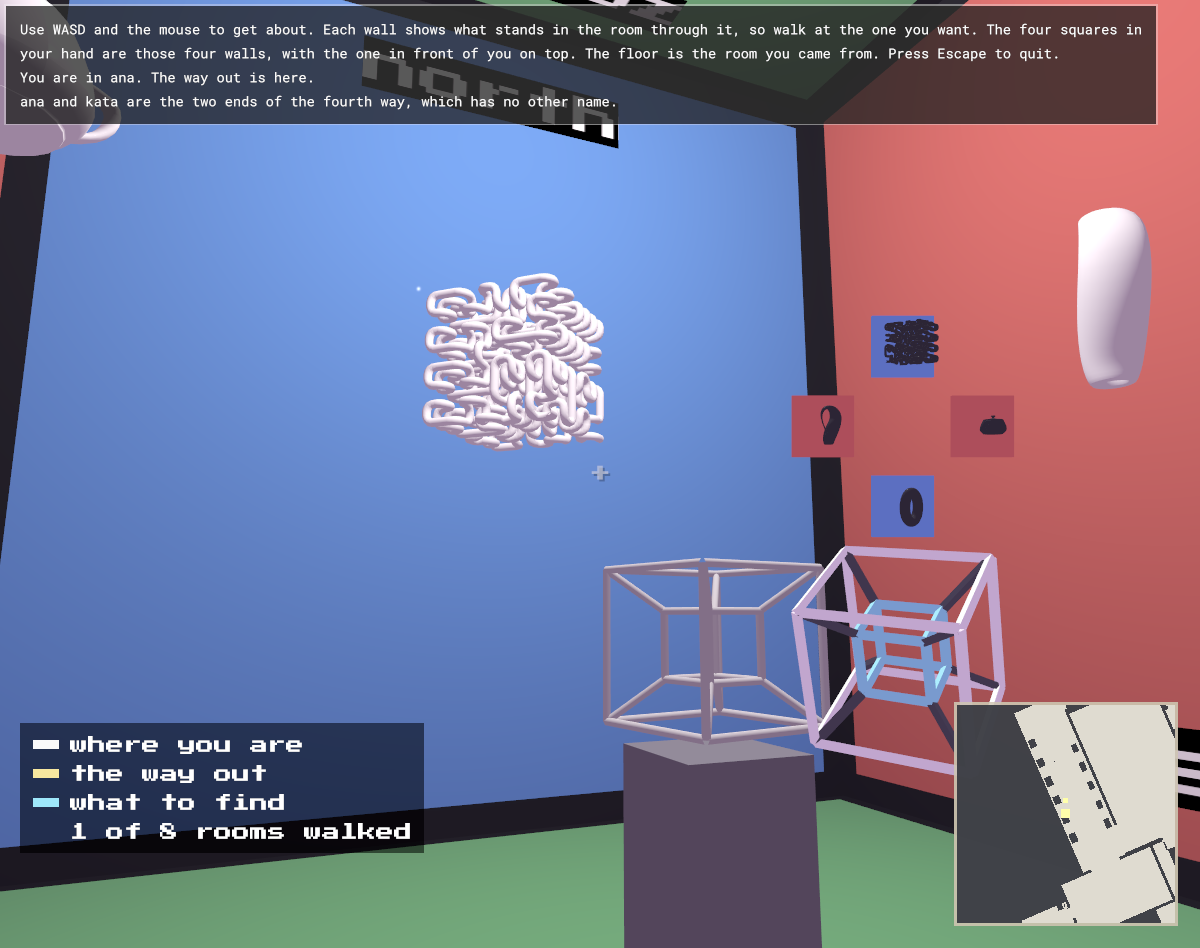 Use WASD and the mouse to get about. Each wall shows what stands in the room through it, so walk at the one you want. The four squares in
your hand are those four walls, with the one in front of you on top. The floor is the room you came from. Press Escape to quit.
You are in ana. The way out is here.
ana and kata are the two ends of the fourth way, which has no other name.
north
where you are
the way out
what to find
1 of 8 rooms walked